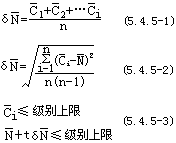 δN̄=C̄₁+C̄₂+⋯C̄ᵢ/n (5.4.5-1)
δN̄=√(Σᵢ₋₁ⁿ(C̄ᵢ-N̄)²/n(n-1)) (5.4.5-2)
C̄ᵢ≤级别上限
N̄+tδN̄≤级别上限 (5.4.5-3)